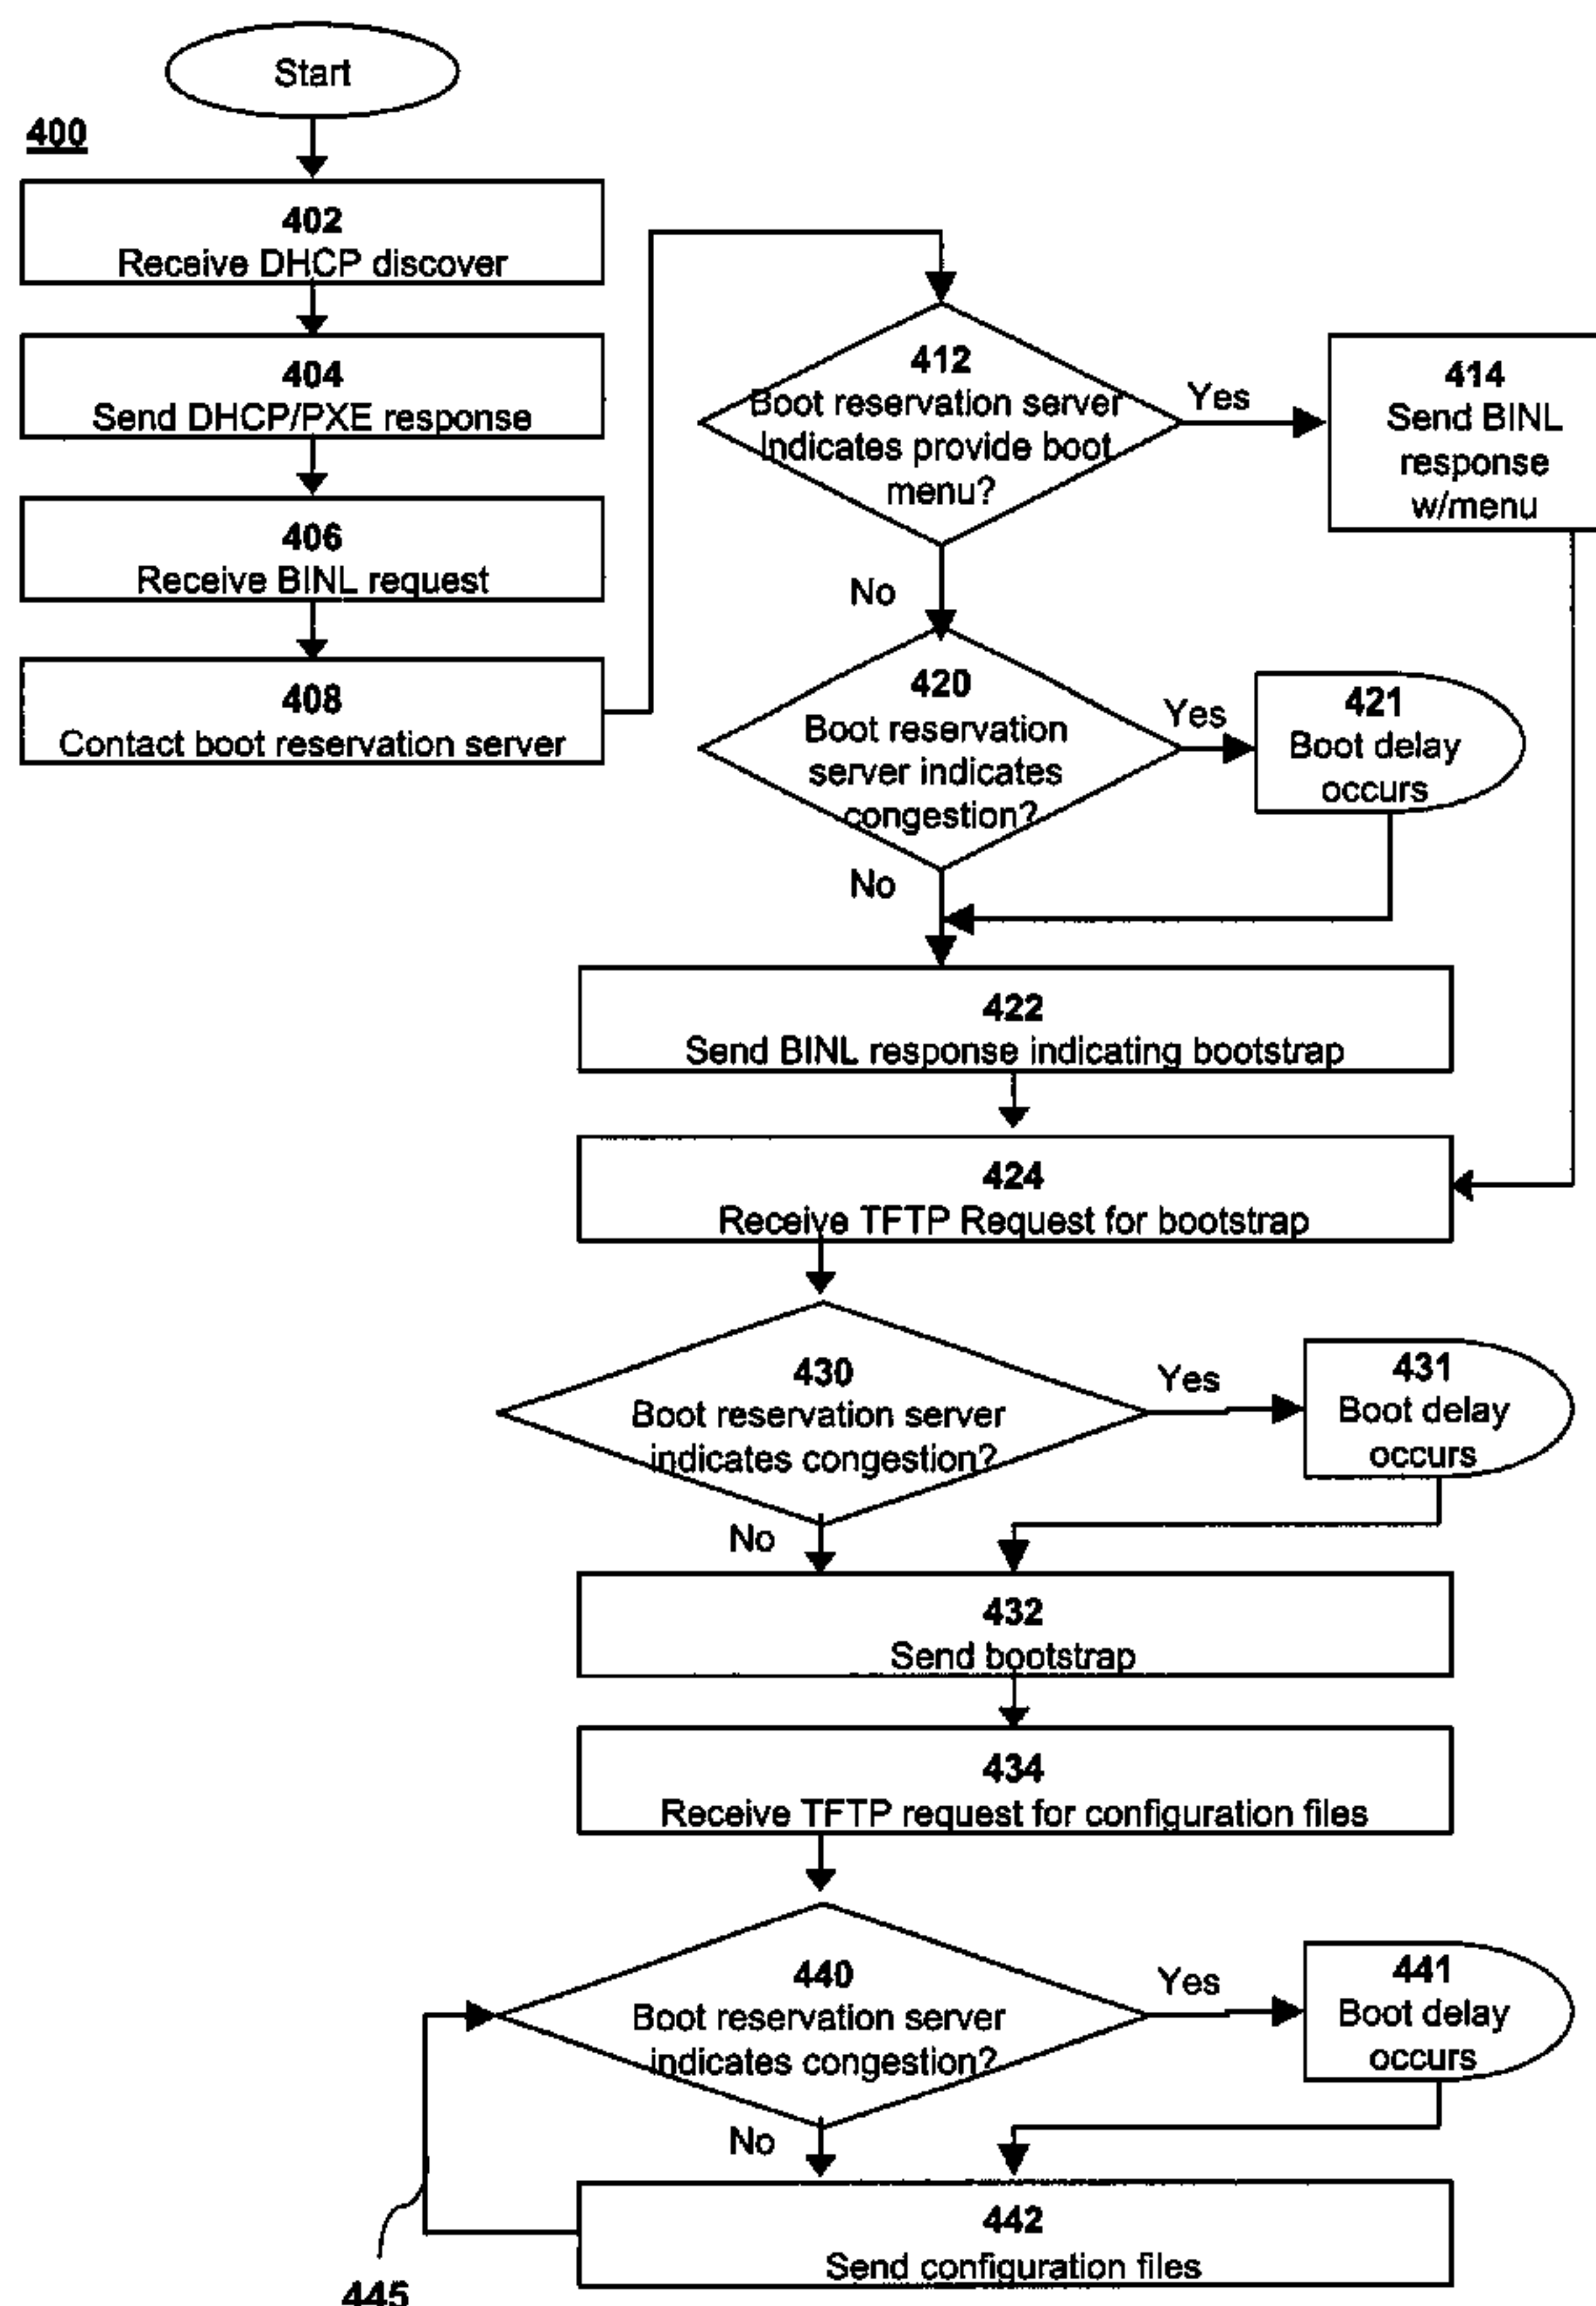 Start
400
402
Receive DHCP discover
404
Send DHCP/PXE response
406
Receive BINL request
408
Contact boot reservation server
412
Boot reservation server
indicates provide boot
menu?
Yes
414
Send BINL
response
w/menu
No
420
Boot reservation
server indicates
congestion?
Yes
421
Boot delay
occurs
No
422
Send BINL response indicating bootstrap
424
Receive TFTP Request for bootstrap
430
Boot reservation server
indicates congestion?
Yes
431
Boot delay
occurs
No
432
Send bootstrap
434
Receive TFTP request for configuration files
440
Boot reservation server
indicates congestion?
Yes
441
Boot delay
occurs
No
442
Send configuration files
445